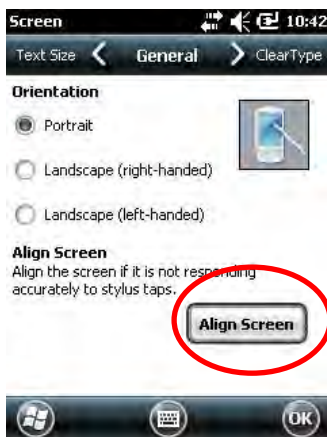 Screen 10:42
Text Size General ClearType
Orientation
Portrait
Landscape (right-handed)
Landscape (left-handed)
Align Screen
Align the screen if it is not responding
accurately to stylus taps.
Align Screen
OK